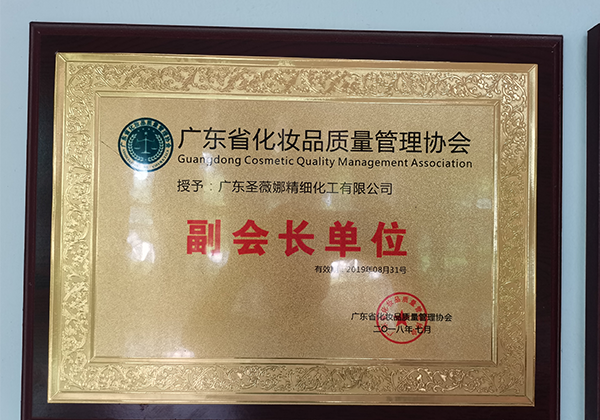 广东省化妆品质量管理协会
Guangdong Cosmetic Quality Management Association
授予：广东圣薇娜精细化工有限公司
副会长单位
有效期：2019年08月31号
广东省化妆品质量管理协会
二〇一八年七月